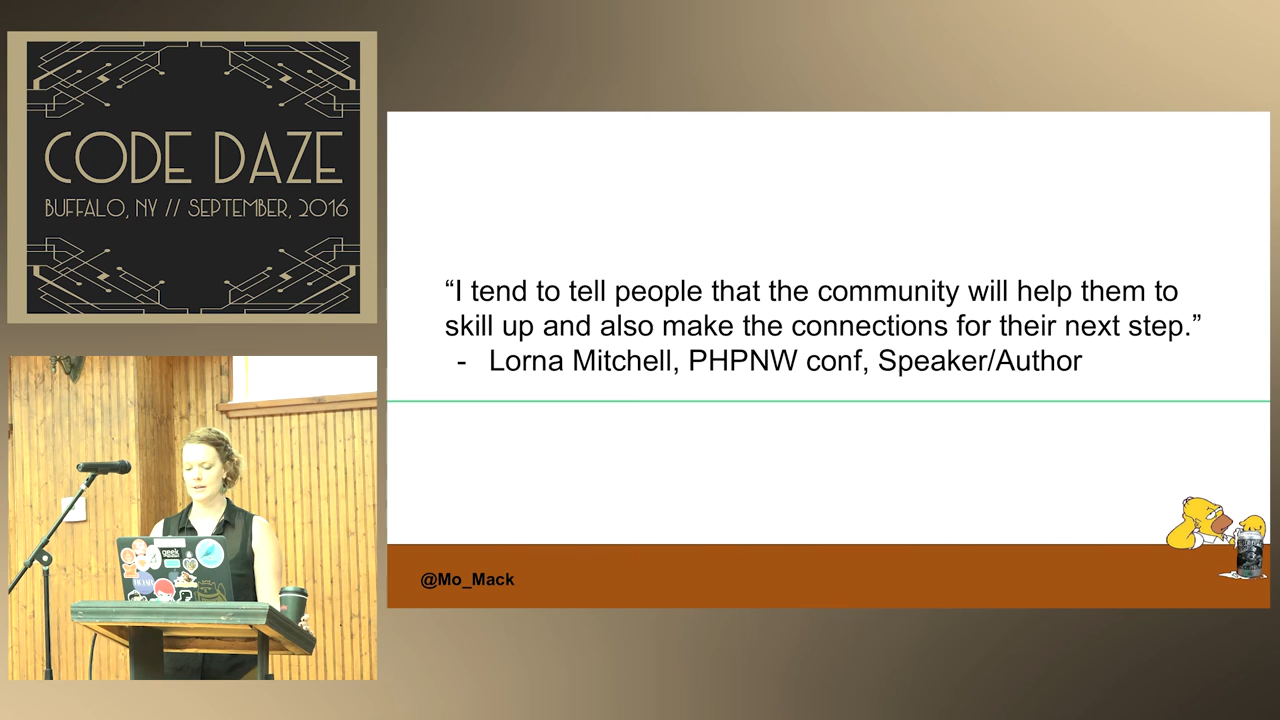 CODE DAZE
BUFFALO, NY // SEPTEMBER, 2016
“I tend to tell people that the community will help them to
skill up and also make the connections for their next step.”
- Lorna Mitchell, PHPNW conf, Speaker/Author
@Mo_Mack
geek